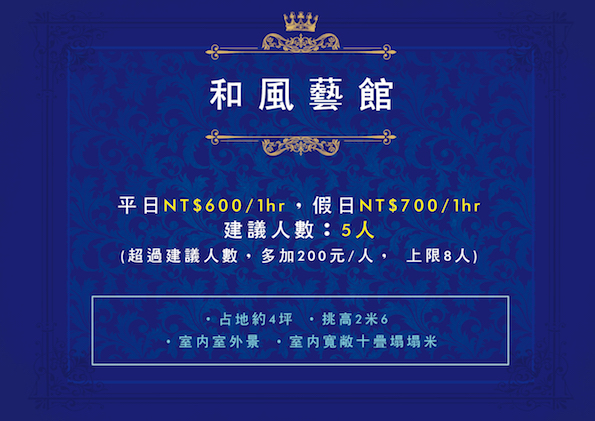 和風藝館
平日NT$600/1hr，假日NT$700/1hr
建議人數：5人
(超過建議人數，多加200元/人， 上限8人)
・占地約4坪 ・挑高2米6
・室內室外景 ・室內寬敞十疊塌塌米